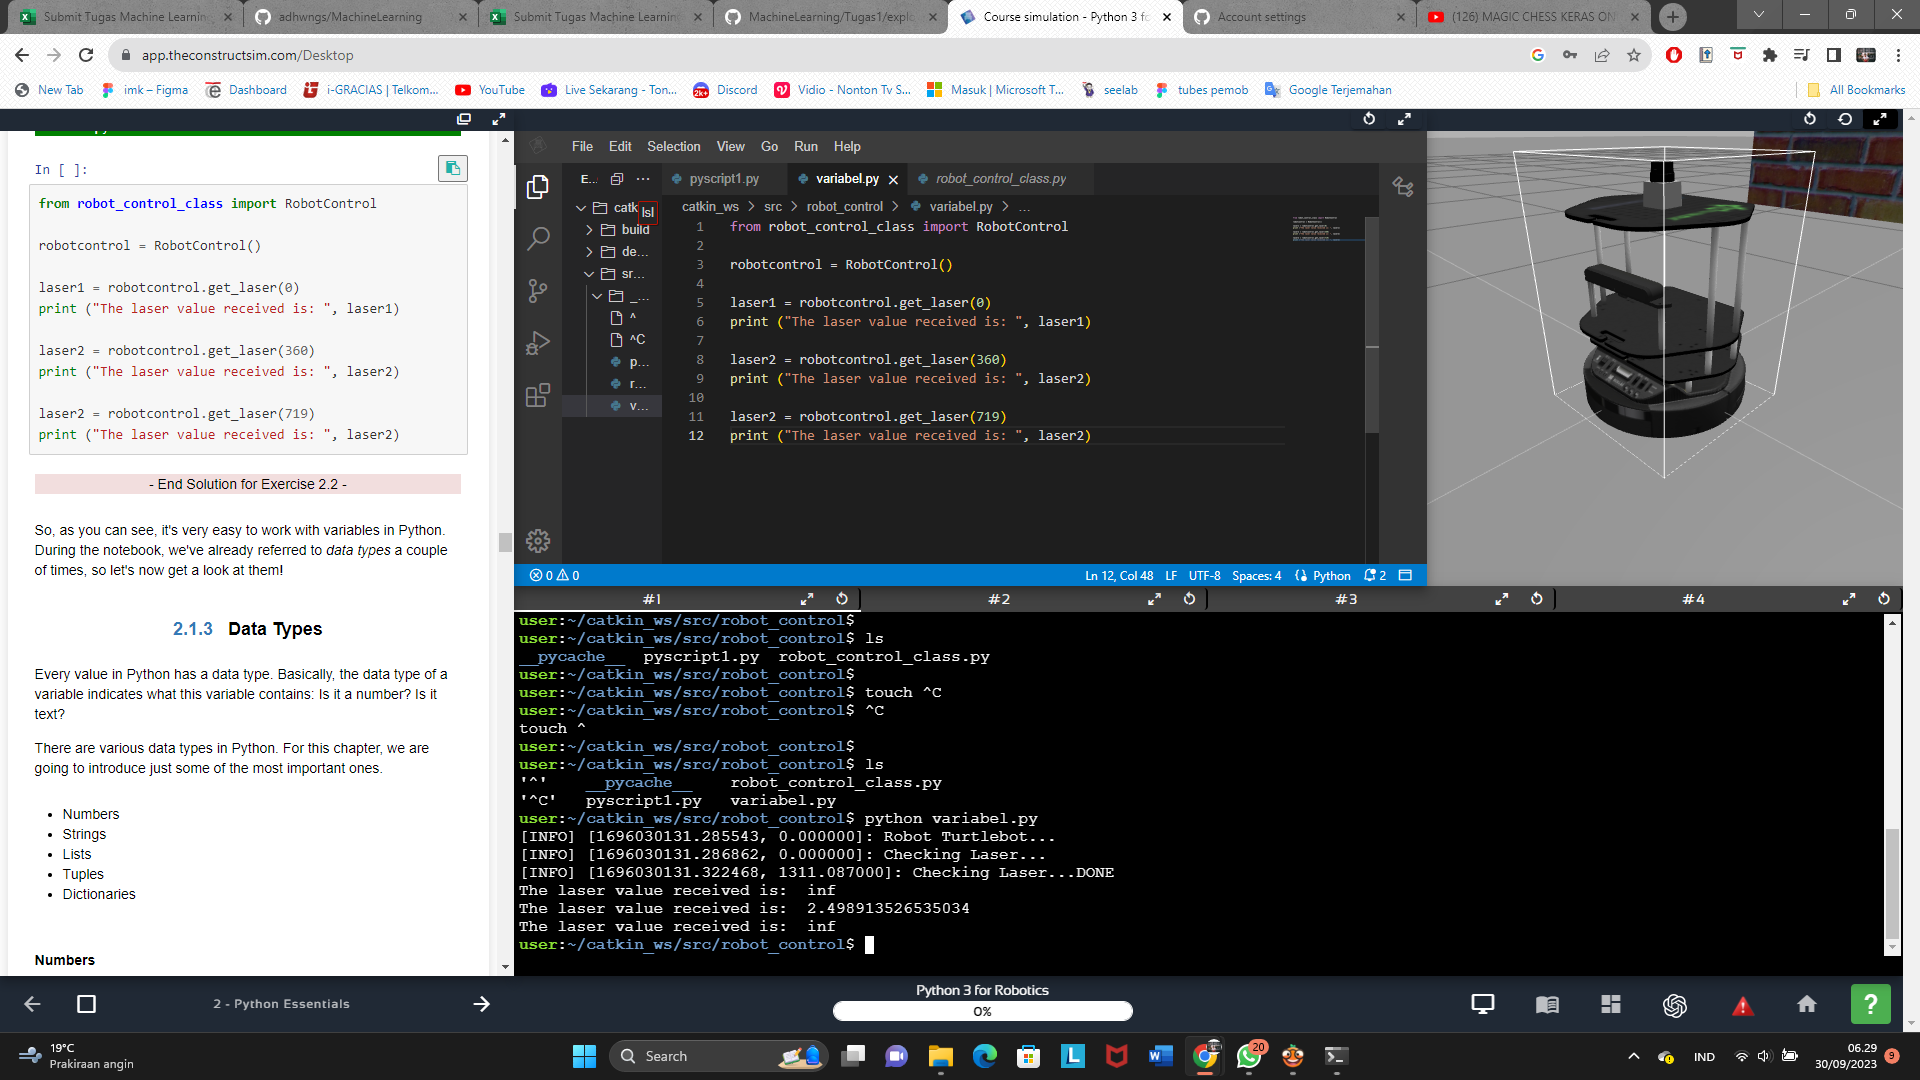 Submit Tugas Machine Learning
adhwngs/MachineLearning
Submit Tugas Machine Learnin
MachineLearning/Tugas1/explo
Course simulation - Python 3 fo
Account settings
(126) MAGIC CHESS KERAS ON
app.theconstructsim.com/Desktop
New Tab
imk – Figma
Dashboard
i-GRACIAS | Telkom...
YouTube
Live Sekarang - Ton...
Discord
Vidio - Nonton Tv S...
Masuk | Microsoft T...
seelab
tubes pemob
Google Terjemahan
All Bookmarks
In [ ]:
from robot_control_class import RobotControl
robotcontrol = RobotControl()
laser1 = robotcontrol.get_laser(0)
print ("The laser value received is: ", laser1)
laser2 = robotcontrol.get_laser(360)
print ("The laser value received is: ", laser2)
laser2 = robotcontrol.get_laser(719)
print ("The laser value received is: ", laser2)
- End Solution for Exercise 2.2 -
So, as you can see, it's very easy to work with variables in Python.
During the notebook, we've already referred to data types a couple
of times, so let's now get a look at them!
2.1.3 Data Types
Every value in Python has a data type. Basically, the data type of a
variable indicates what this variable contains: Is it a number? Is it
text?
There are various data types in Python. For this chapter, we are
going to introduce just some of the most important ones.
• Numbers
• Strings
• Lists
• Tuples
• Dictionaries
Numbers
File Edit Selection View Go Run Help
E...
catk
lsl
build
de...
sr...
_...
^
^C
p...
r...
v...
pyscript1.py
variabel.py
robot_control_class.py
catkin_ws > src > robot_control > variabel.py > ...
1 from robot_control_class import RobotControl
2
3 robotcontrol = RobotControl()
4
5 laser1 = robotcontrol.get_laser(0)
6 print ("The laser value received is: ", laser1)
7
8 laser2 = robotcontrol.get_laser(360)
9 print ("The laser value received is: ", laser2)
10
11 laser2 = robotcontrol.get_laser(719)
12 print ("The laser value received is: ", laser2)
0 0
Ln 12, Col 48 LF UTF-8 Spaces: 4 Python 2
#1 #2 #3 #4
user:~/catkin_ws/src/robot_control$
user:~/catkin_ws/src/robot_control$ ls
__pycache__ pyscript1.py robot_control_class.py
user:~/catkin_ws/src/robot_control$
user:~/catkin_ws/src/robot_control$ touch ^C
user:~/catkin_ws/src/robot_control$ ^C
touch ^
user:~/catkin_ws/src/robot_control$
user:~/catkin_ws/src/robot_control$ ls
'^' __pycache__ robot_control_class.py
'^C' pyscript1.py variabel.py
user:~/catkin_ws/src/robot_control$ python variabel.py
[INFO] [1696030131.285543, 0.000000]: Robot Turtlebot...
[INFO] [1696030131.286862, 0.000000]: Checking Laser...
[INFO] [1696030131.322468, 1311.087000]: Checking Laser...DONE
The laser value received is: inf
The laser value received is: 2.498913526535034
The laser value received is: inf
user:~/catkin_ws/src/robot_control$
2 - Python Essentials
Python 3 for Robotics
0%
?
19°C
Prakiraan angin
Search
20
IND
06.29
30/09/2023
9